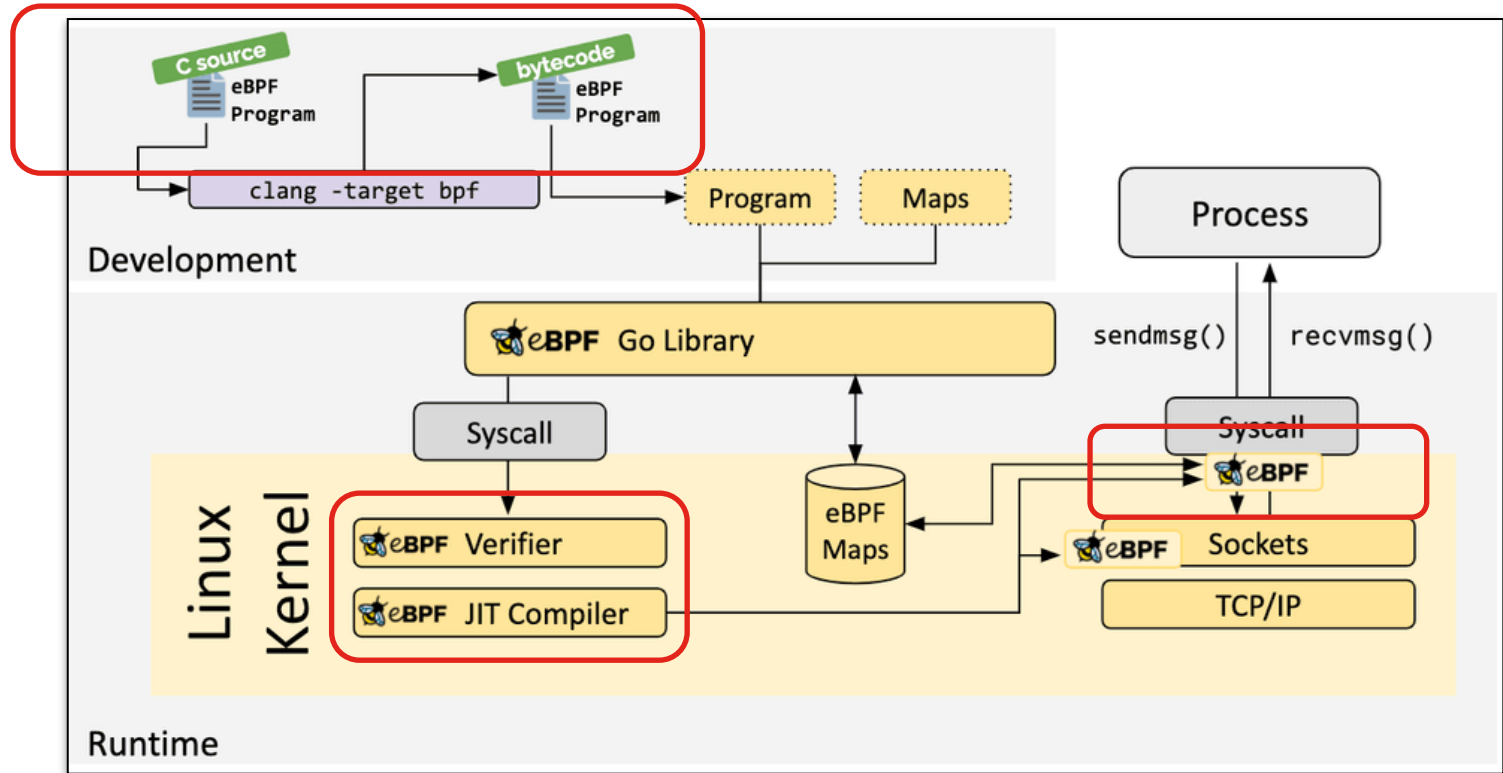 C source
eBPF
Program
bytecode
eBPF
Program
clang -target bpf
Program
Maps
Development
Process
eBPF Go Library
sendmsg()
recvmsg()
Syscall
Syscall
eBPF
Linux
Kernel
eBPF Verifier
eBPF
Maps
eBPF
Sockets
eBPF JIT Compiler
TCP/IP
Runtime